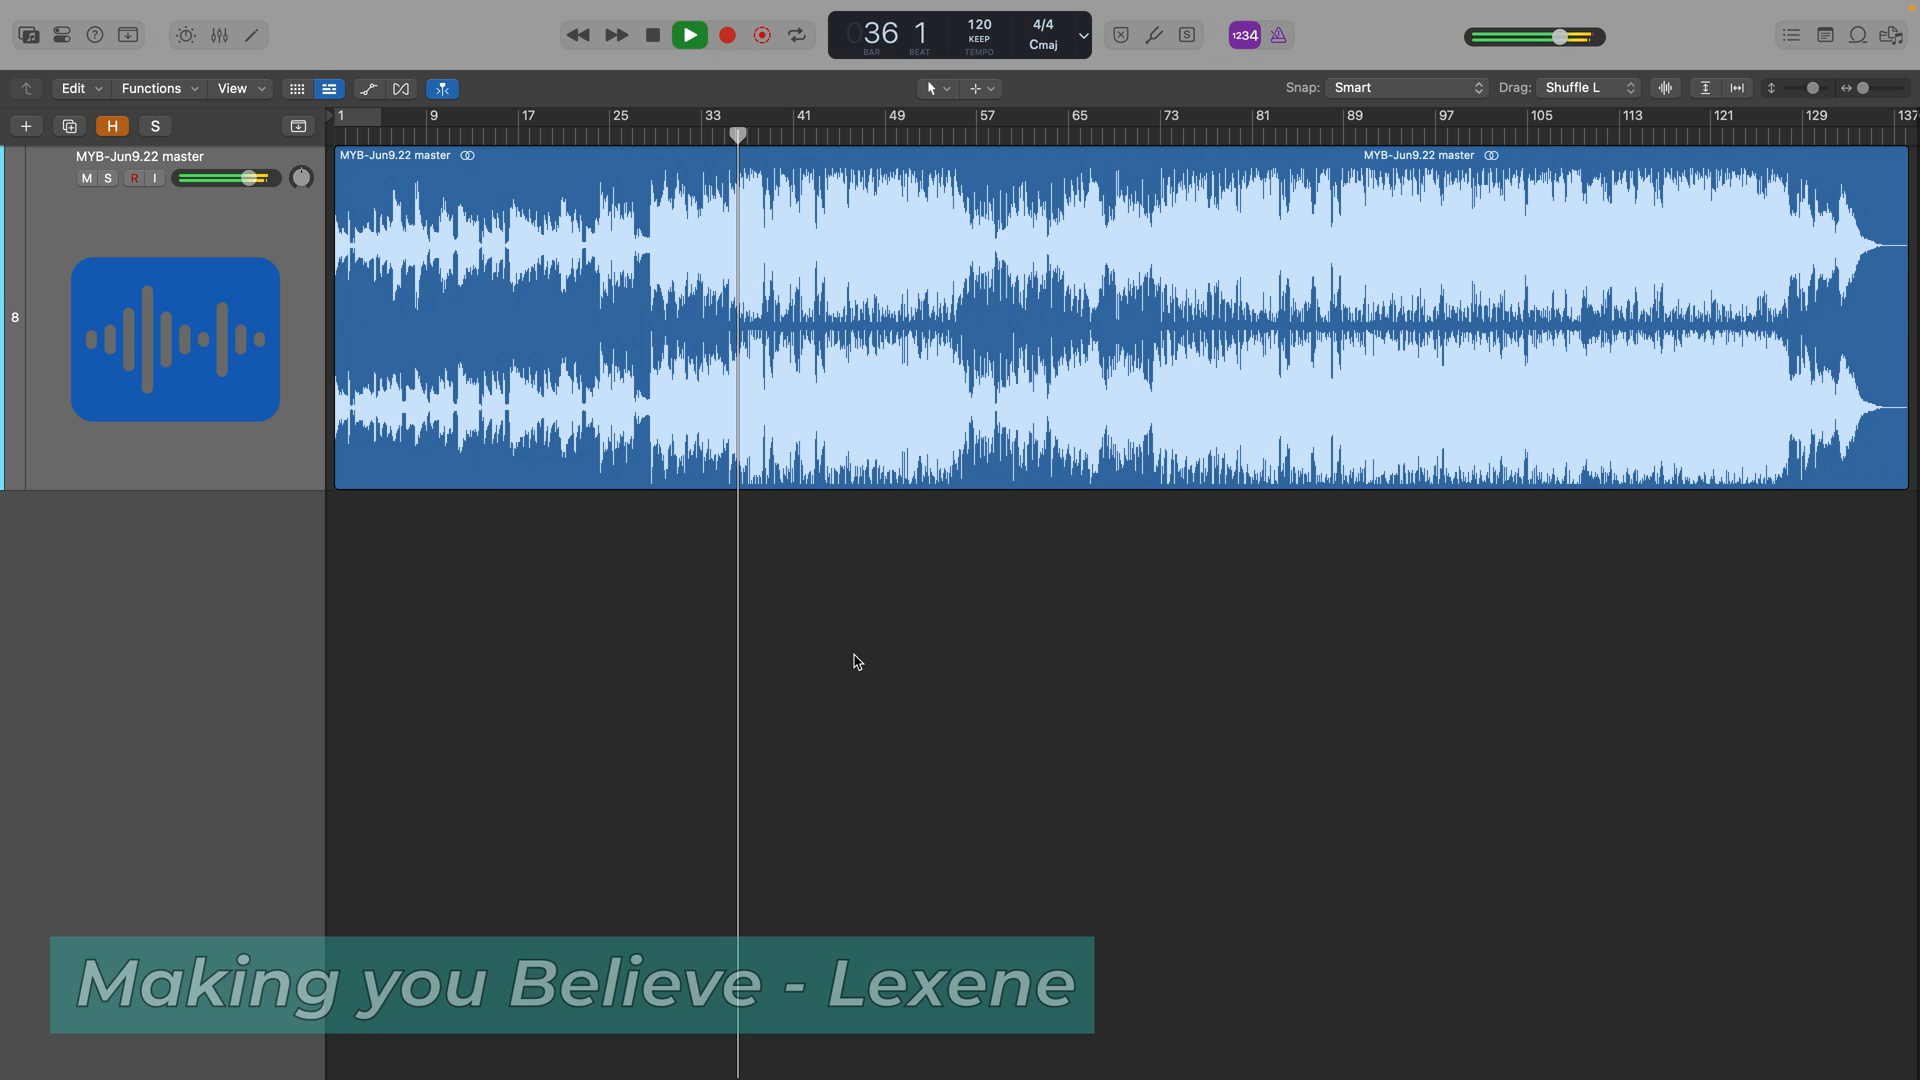 036 1 120 4/4
KEEP Cmaj
BAR BEAT TEMPO
S 1234
Edit Functions View Snap: Smart Drag: Shuffle L
H S
1 9 17 25 33 41 49 57 65 73 81 89 97 105 113 121 129 137
MYB-Jun9.22 master
M S R I
MYB-Jun9.22 master MYB-Jun9.22 master
8
Making you Believe - Lexene